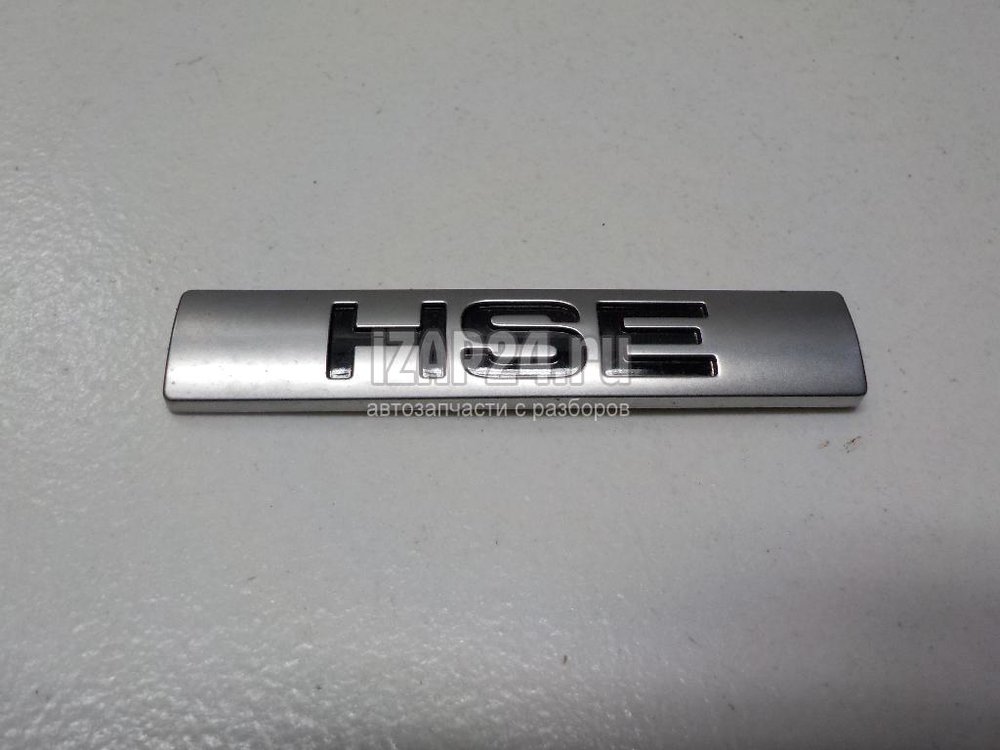 HSE
iZAP24.ru
автозапчасти с разборов